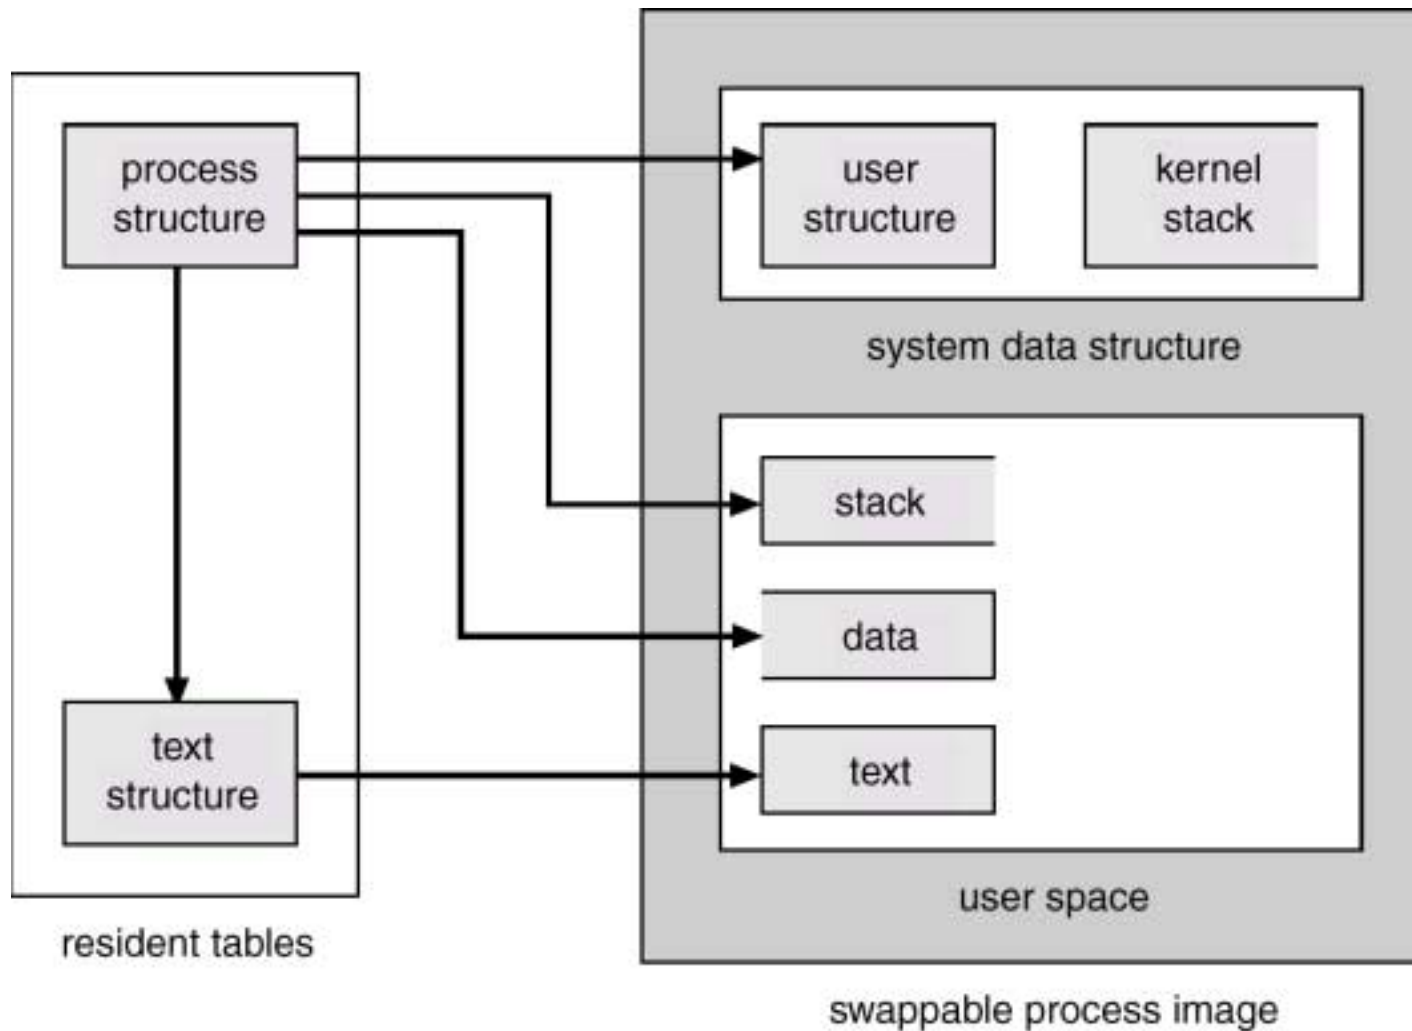 process
structure
user
structure
kernel
stack
system data structure
stack
data
text
structure
text
user space
resident tables
swappable process image